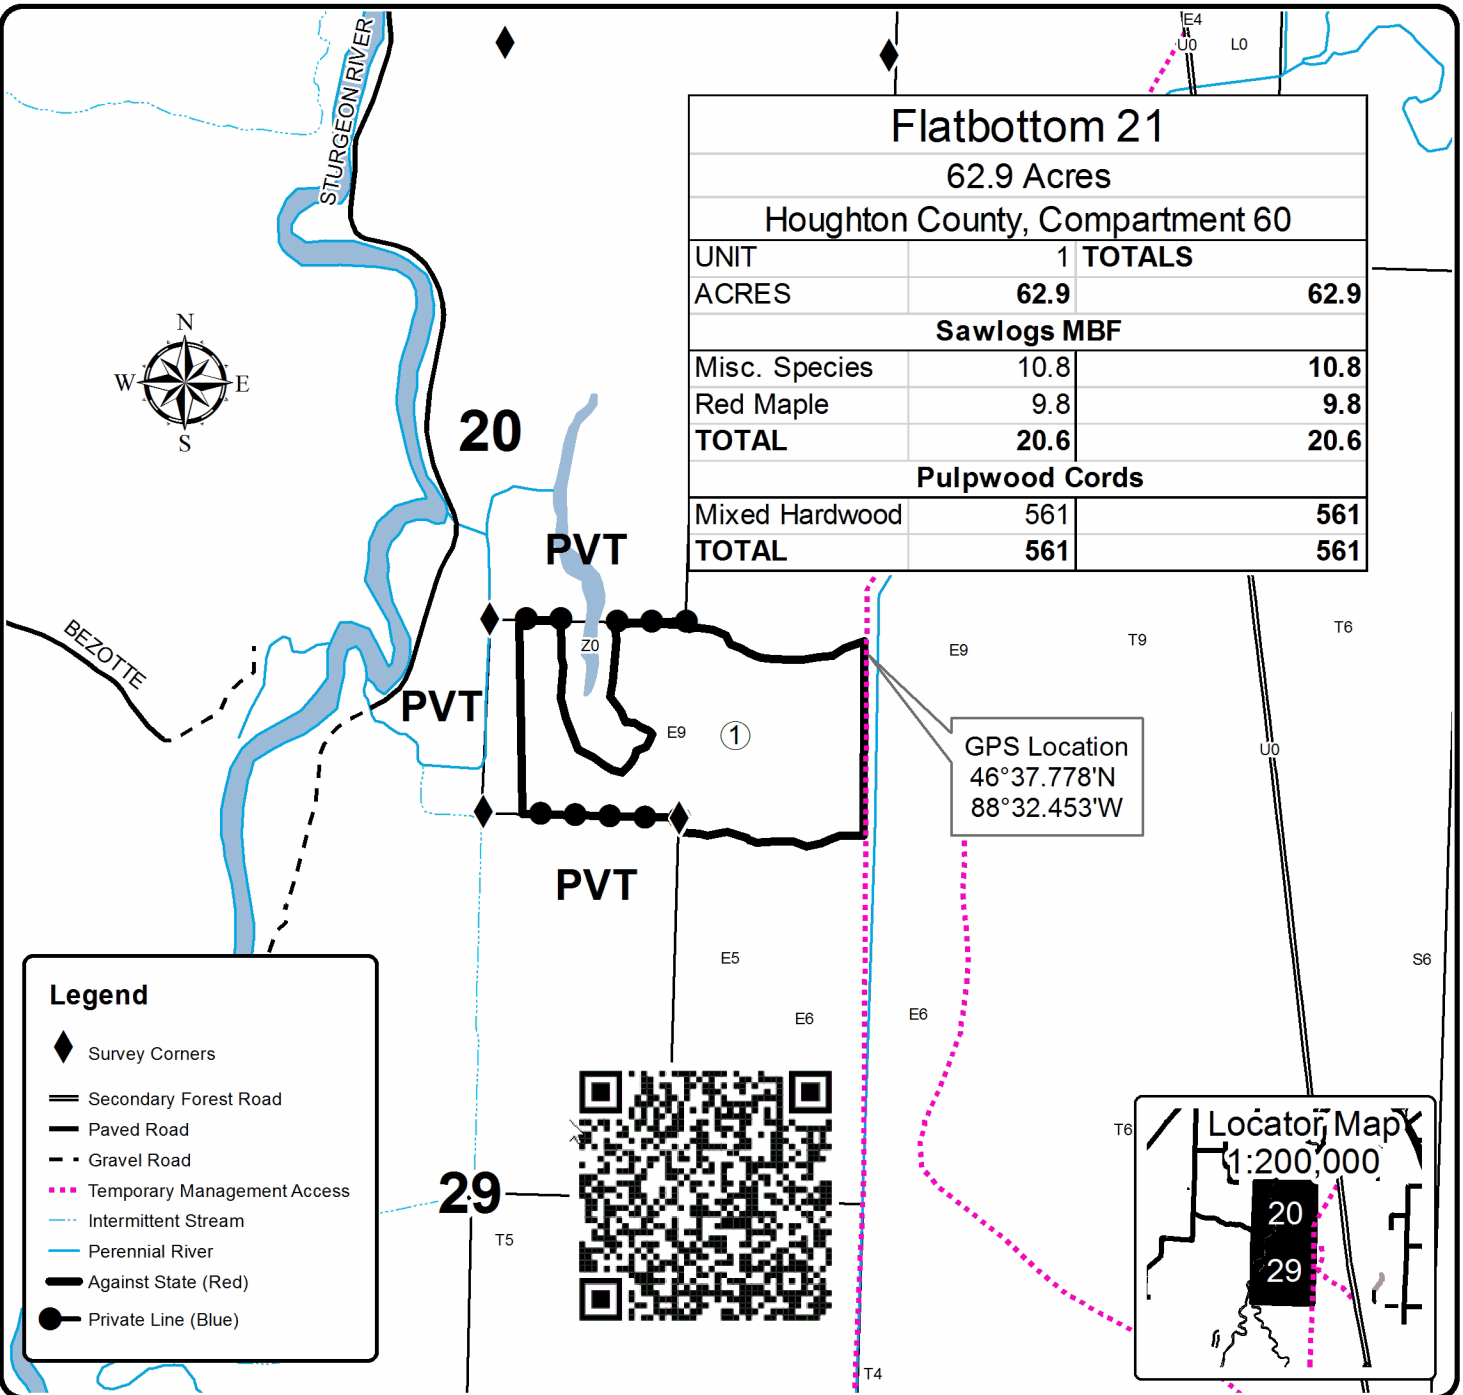 E4
U0
L0
STURGEON RIVER
Flatbottom 21
62.9 Acres
Houghton County, Compartment 60
UNIT 1 TOTALS
ACRES 62.9 62.9
Sawlogs MBF
Misc. Species 10.8 10.8
Red Maple 9.8 9.8
TOTAL 20.6 20.6
Pulpwood Cords
Mixed Hardwood 561 561
TOTAL 561 561
N
W E
S
20
PVT
BEZOTTE
Z0
E9
T9
T6
PVT
E9
1
GPS Location
46°37.778'N
88°32.453'W
U0
PVT
E5
S6
E6
E6
Legend
Survey Corners
Secondary Forest Road
Paved Road
Gravel Road
Temporary Management Access
Intermittent Stream
Perennial River
Against State (Red)
Private Line (Blue)
29
T5
T6
Locator Map
1:200,000
20
29
T4